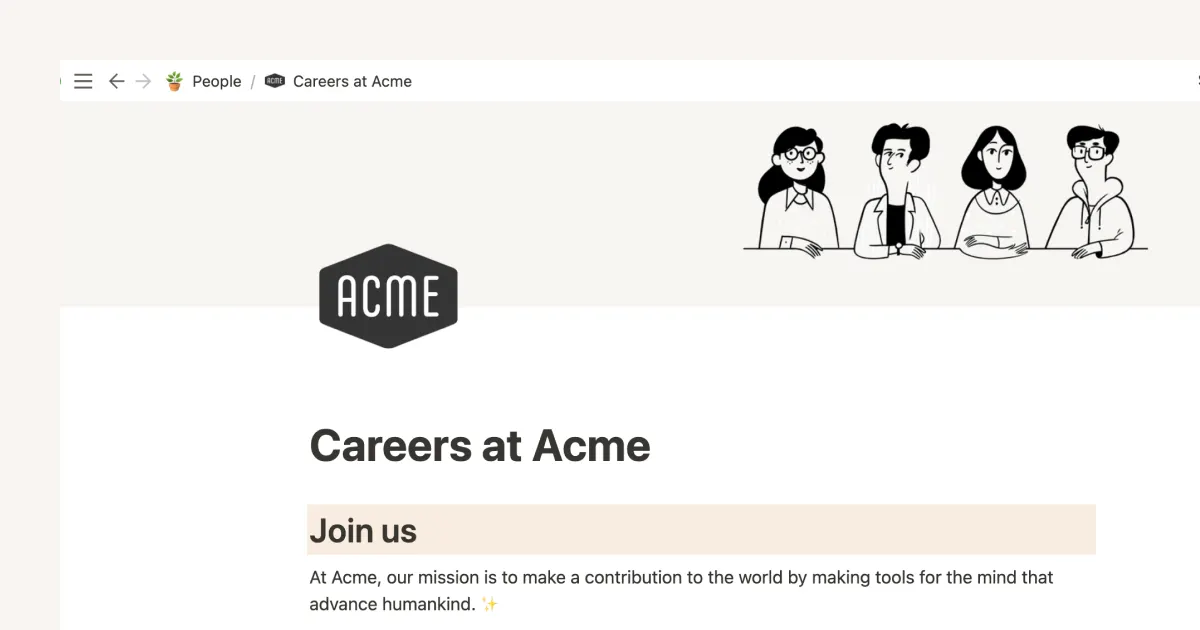 People / ACME Careers at Acme
ACME
Careers at Acme
Join us
At Acme, our mission is to make a contribution to the world by making tools for the mind that
advance humankind. ✨